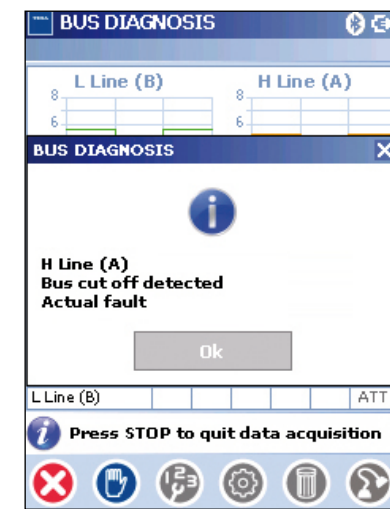 TEXA BUS DIAGNOSIS
L Line (B) H Line (A)
8 8
6 6
BUS DIAGNOSIS
H Line (A)
Bus cut off detected
Actual fault
Ok
L Line (B) ATT
Press STOP to quit data acquisition